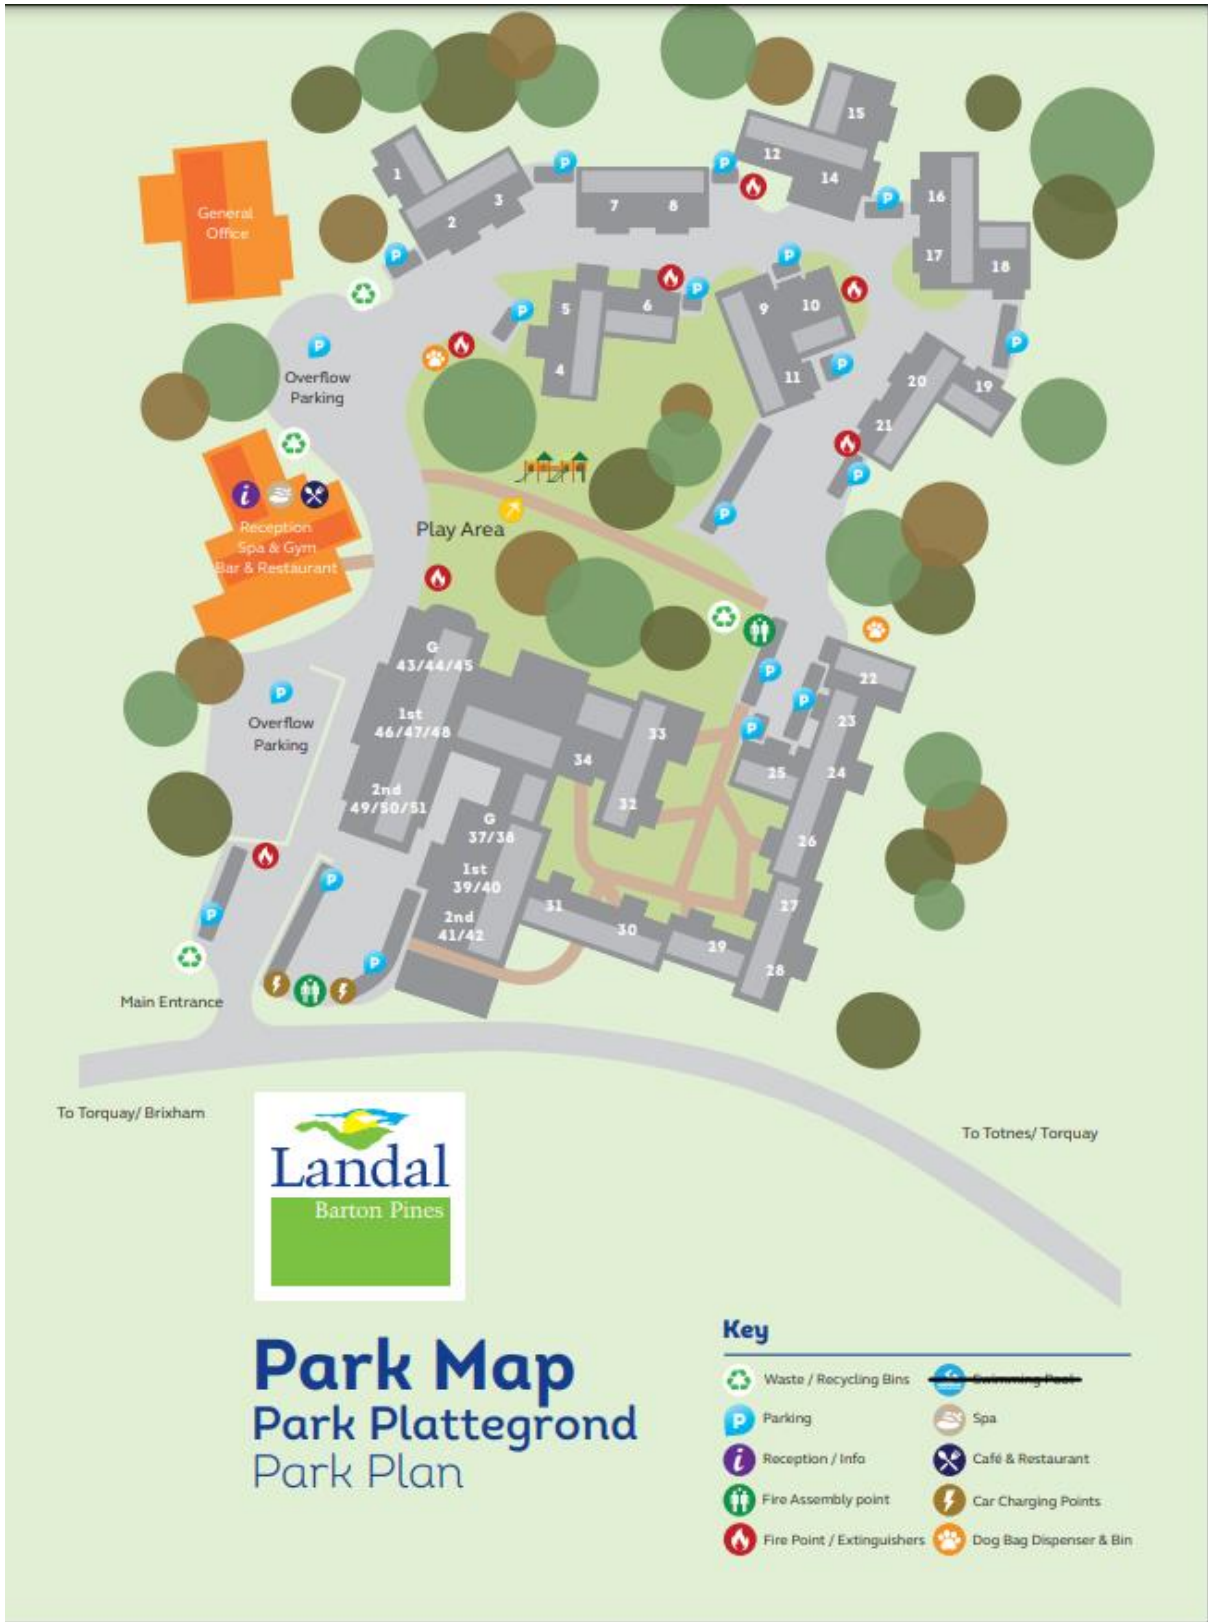 15
12
14
1
2
3
P
7
8
P
P
16
17
18
General
Office
P
P
5
6
P
4
P
9
10
11
P
P
P
Overflow
Parking
20
19
21
P
P
i
Reception
Spa & Gym
Bar & Restaurant
Play Area
G
43/44/45
1st
46/47/48
2nd
49/50/51
P
Overflow
Parking
33
34
32
P
P
P
22
23
24
25
26
G
37/38
1st
39/40
2nd
41/42
31
30
29
27
28
P
P
P
Main Entrance
To Torquay/ Brixham
To Totnes/ Torquay
Landal
Barton Pines
Park Map
Park Plattegrond
Park Plan
Key
Waste / Recycling Bins
Swimming Pool
P
Parking
Spa
i
Reception / Info
Café & Restaurant
Fire Assembly point
Car Charging Points
Fire Point / Extinguishers
Dog Bag Dispenser & Bin